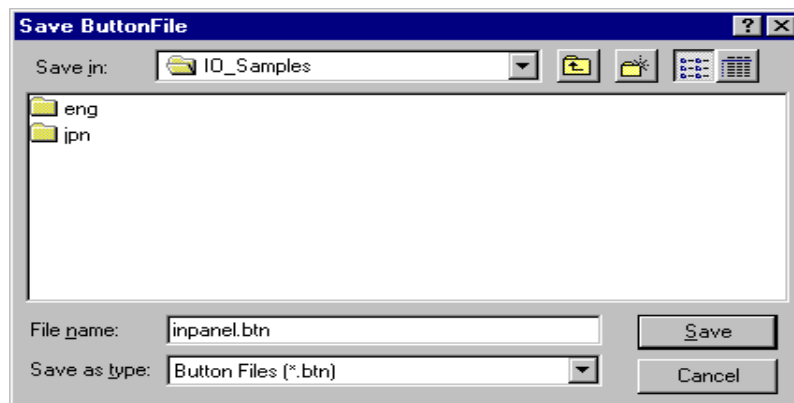 Save ButtonFile
Save in: IO_Samples
eng
jpn
File name: inpanel.btn Save
Save as type: Button Files (*.btn) Cancel